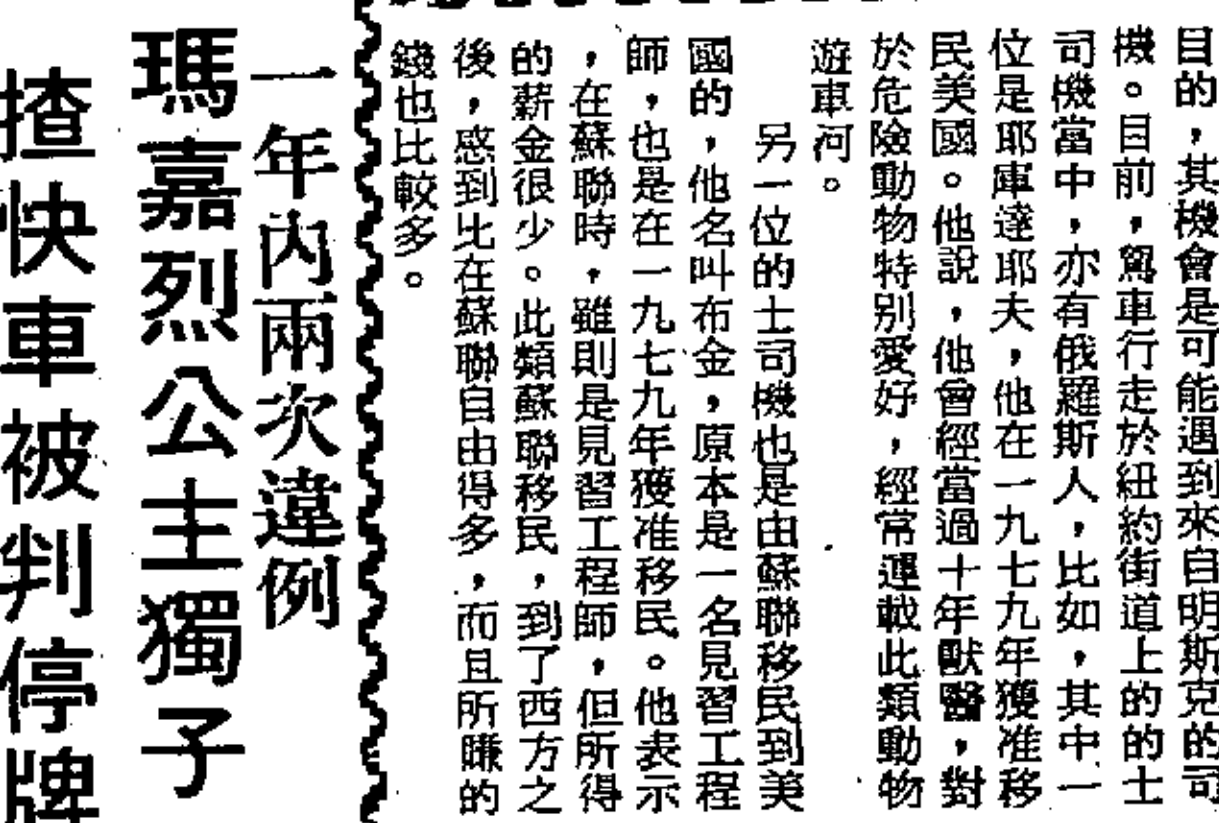 目的，其機會是可能遇到來自明斯克的司
機。目前，駕車行走於紐約街道上的的士
司機當中，亦有俄羅斯人，比如，其中一
位是耶庫達耶夫，他在一九七九年獲准移
民美國。他說，他曾經當過十年獸醫，對
於危險動物特别愛好，經常運載此類動物
遊車河。
另一位的士司機也是由蘇聯移民到美
國的，他名叫布金，原本是一名見習工程
師，也是在一九七九年獲准移民。他表示
，在蘇聯時，雖則是見習工程師，但所得
的薪金很少。此類蘇聯移民，到了西方之
後，感到比在蘇聯自由得多，而且所賺的
錢也比較多。
一年內兩次違例
瑪嘉烈公主獨子
揸快車被判停牌